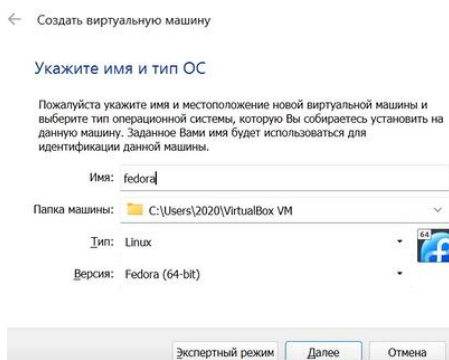 Создать виртуальную машину
Укажите имя и тип ОС
Пожалуйста укажите имя и местоположение новой виртуальной машины и
выберите тип операционной системы, которую Вы собираетесь установить на
данную машину. Заданное Вами имя будет использоваться для
идентификации данной машины.
Имя: fedora
Папка машины: C:\Users\2020\VirtualBox VM
Тип: Linux
64
Версия: Fedora (64-bit)
Экспертный режим Далее Отмена